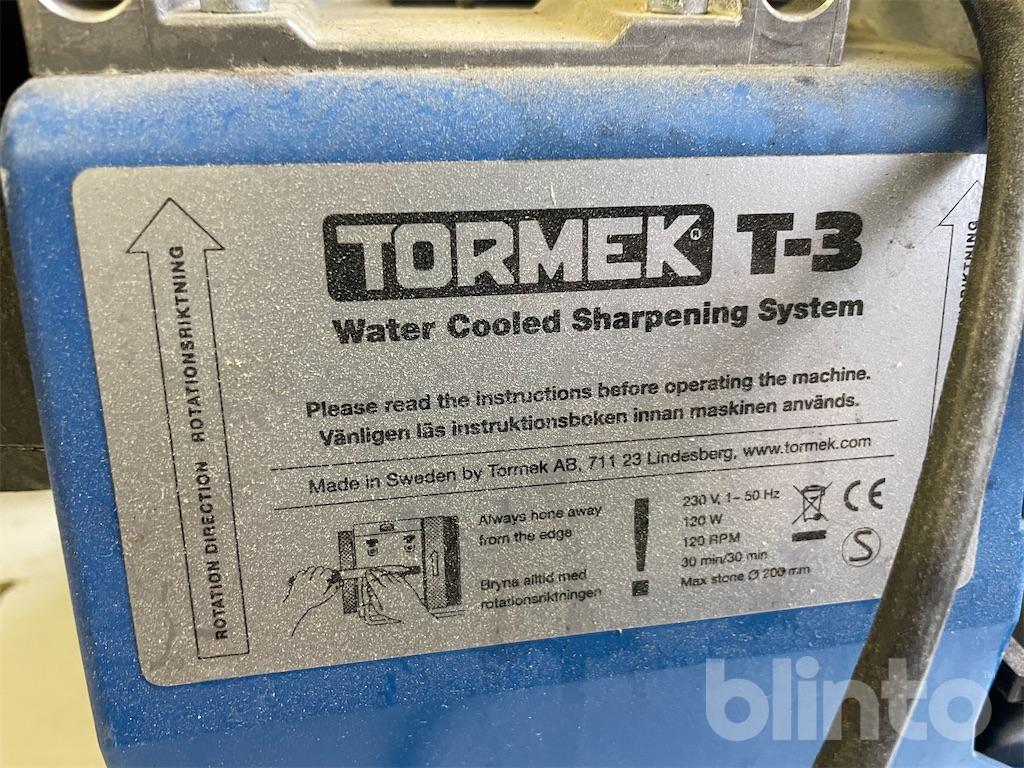 TORMEK® T-3
Water Cooled Sharpening System
Please read the instructions before operating the machine.
Vänligen läs instruktionsboken innan maskinen används.
Made in Sweden by Tormek AB, 711 23 Lindesberg, www.tormek.com
ROTATION DIRECTION ROTATIONSRIKTNING
Always hone away
from the edge
Bryna alltid med
rotationsriktningen
!
230 V, 1~ 50 Hz
120 W
120 RPM
30 min/30 min
Max stone Ø 200 mm
CE
S
blinto